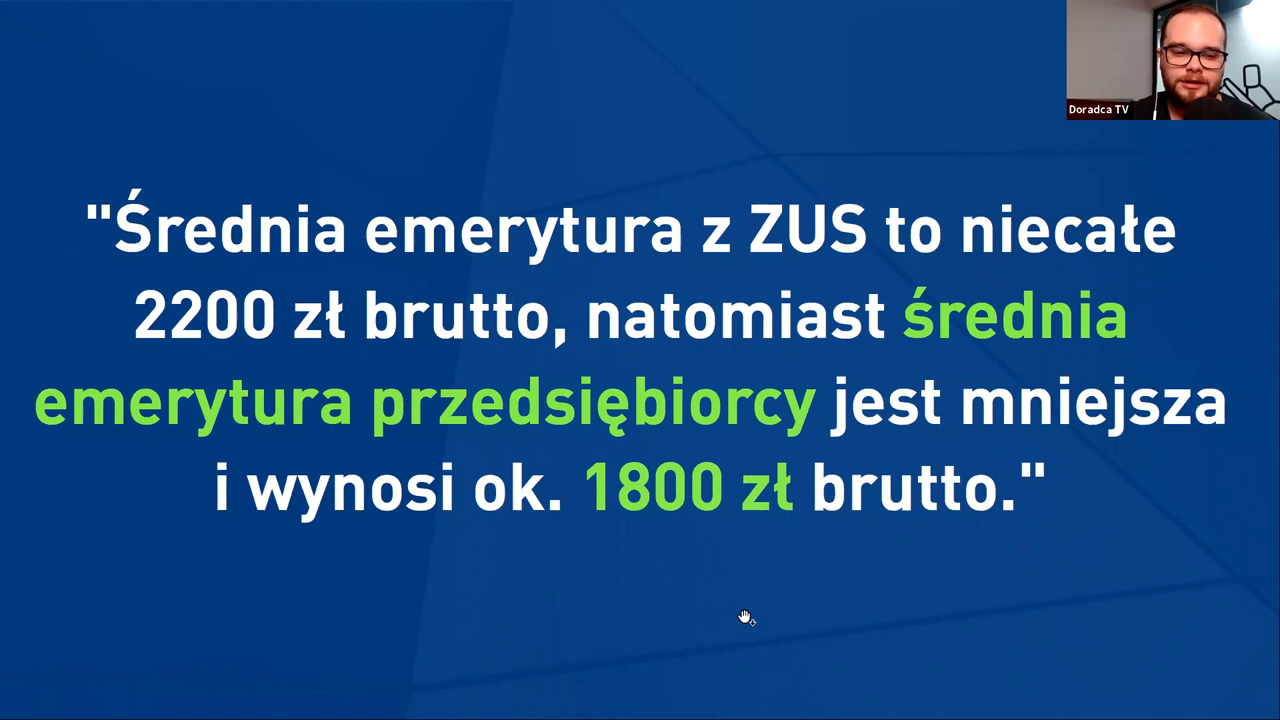 Doradca TV
"Średnia emerytura z ZUS to niecałe
2200 zł brutto, natomiast średnia
emerytura przedsiębiorcy jest mniejsza
i wynosi ok. 1800 zł brutto."